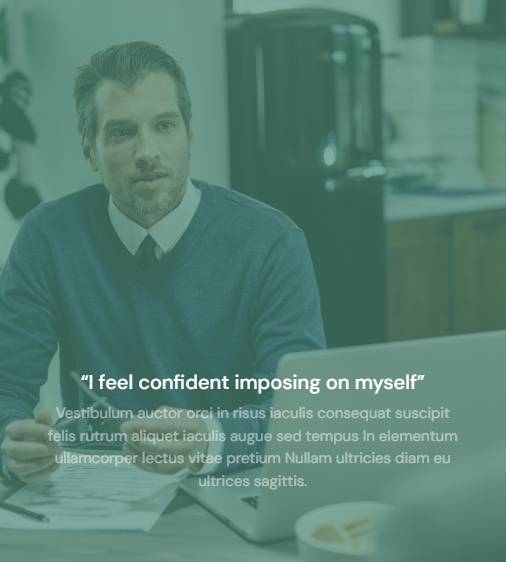 “I feel confident imposing on myself”
Vestibulum auctor orci in risus iaculis consequat suscipit
felis rutrum aliquet iaculis augue sed tempus In elementum
ullamcorper lectus vitae pretium Nullam ultricies diam eu
ultrices sagittis.